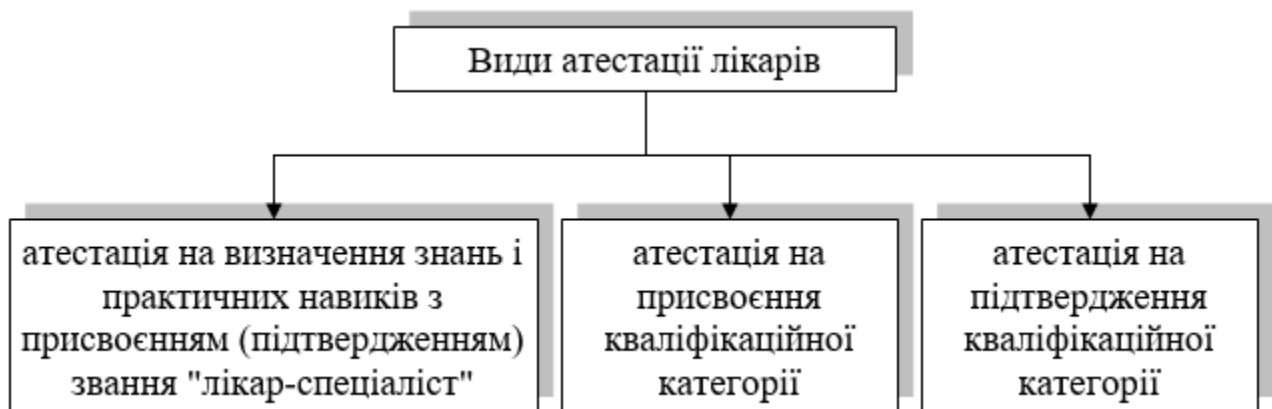 Види атестації лікарів
атестація на визначення знань і
практичних навиків з
присвоєнням (підтвердженням)
звання "лікар-спеціаліст"
атестація на
присвоєння
кваліфікаційної
категорії
атестація на
підтвердження
кваліфікаційної
категорії